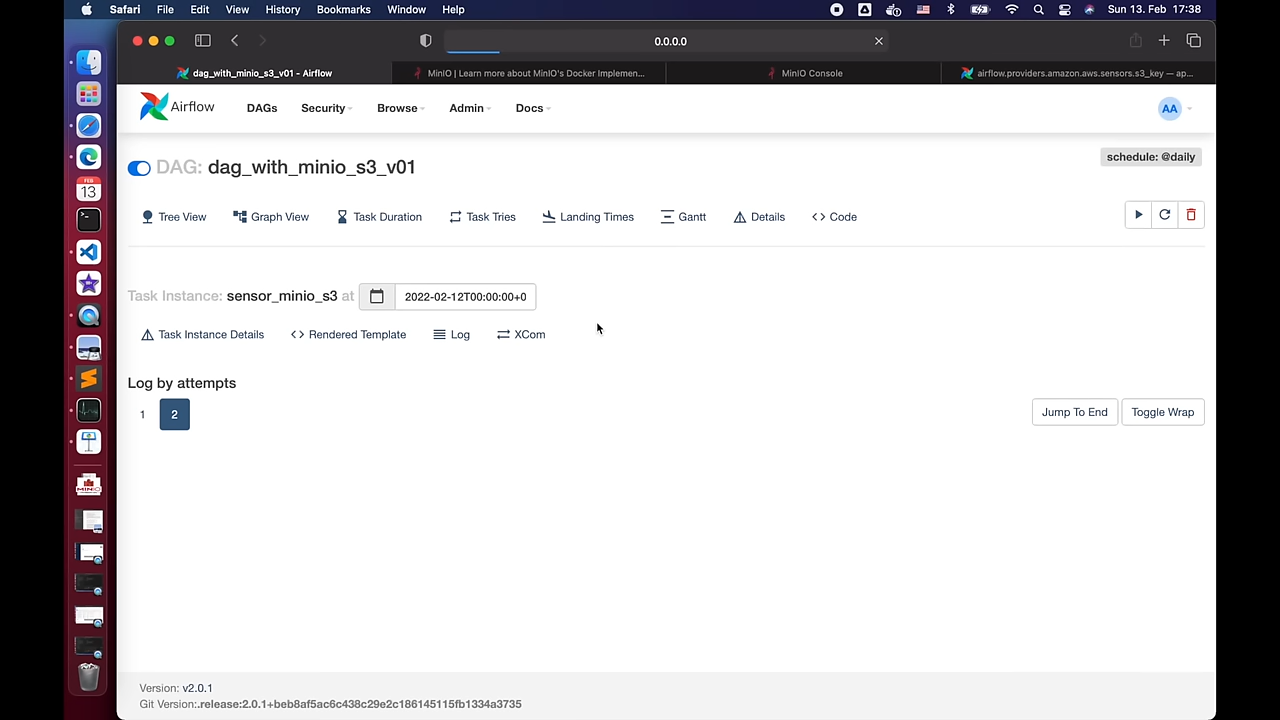 Safari File Edit View History Bookmarks Window Help Sun 13. Feb 17:38
0.0.0.0
dag_with_minio_s3_v01 - Airflow
MinIO | Learn more about MinIO's Docker Implemen...
MinIO Console
airflow.providers.amazon.aws.sensors.s3_key — ap...
Airflow DAGs Security Browse Admin Docs AA
DAG: dag_with_minio_s3_v01
schedule: @daily
Tree View Graph View Task Duration Task Tries Landing Times Gantt Details Code
Task Instance: sensor_minio_s3 at 2022-02-12T00:00:00+0
Task Instance Details Rendered Template Log XCom
Log by attempts
1 2
Jump To End Toggle Wrap
Version: v2.0.1
Git Version:.release:2.0.1+beb8af5ac6c438c29e2c186145115fb1334a3735
FEB
13